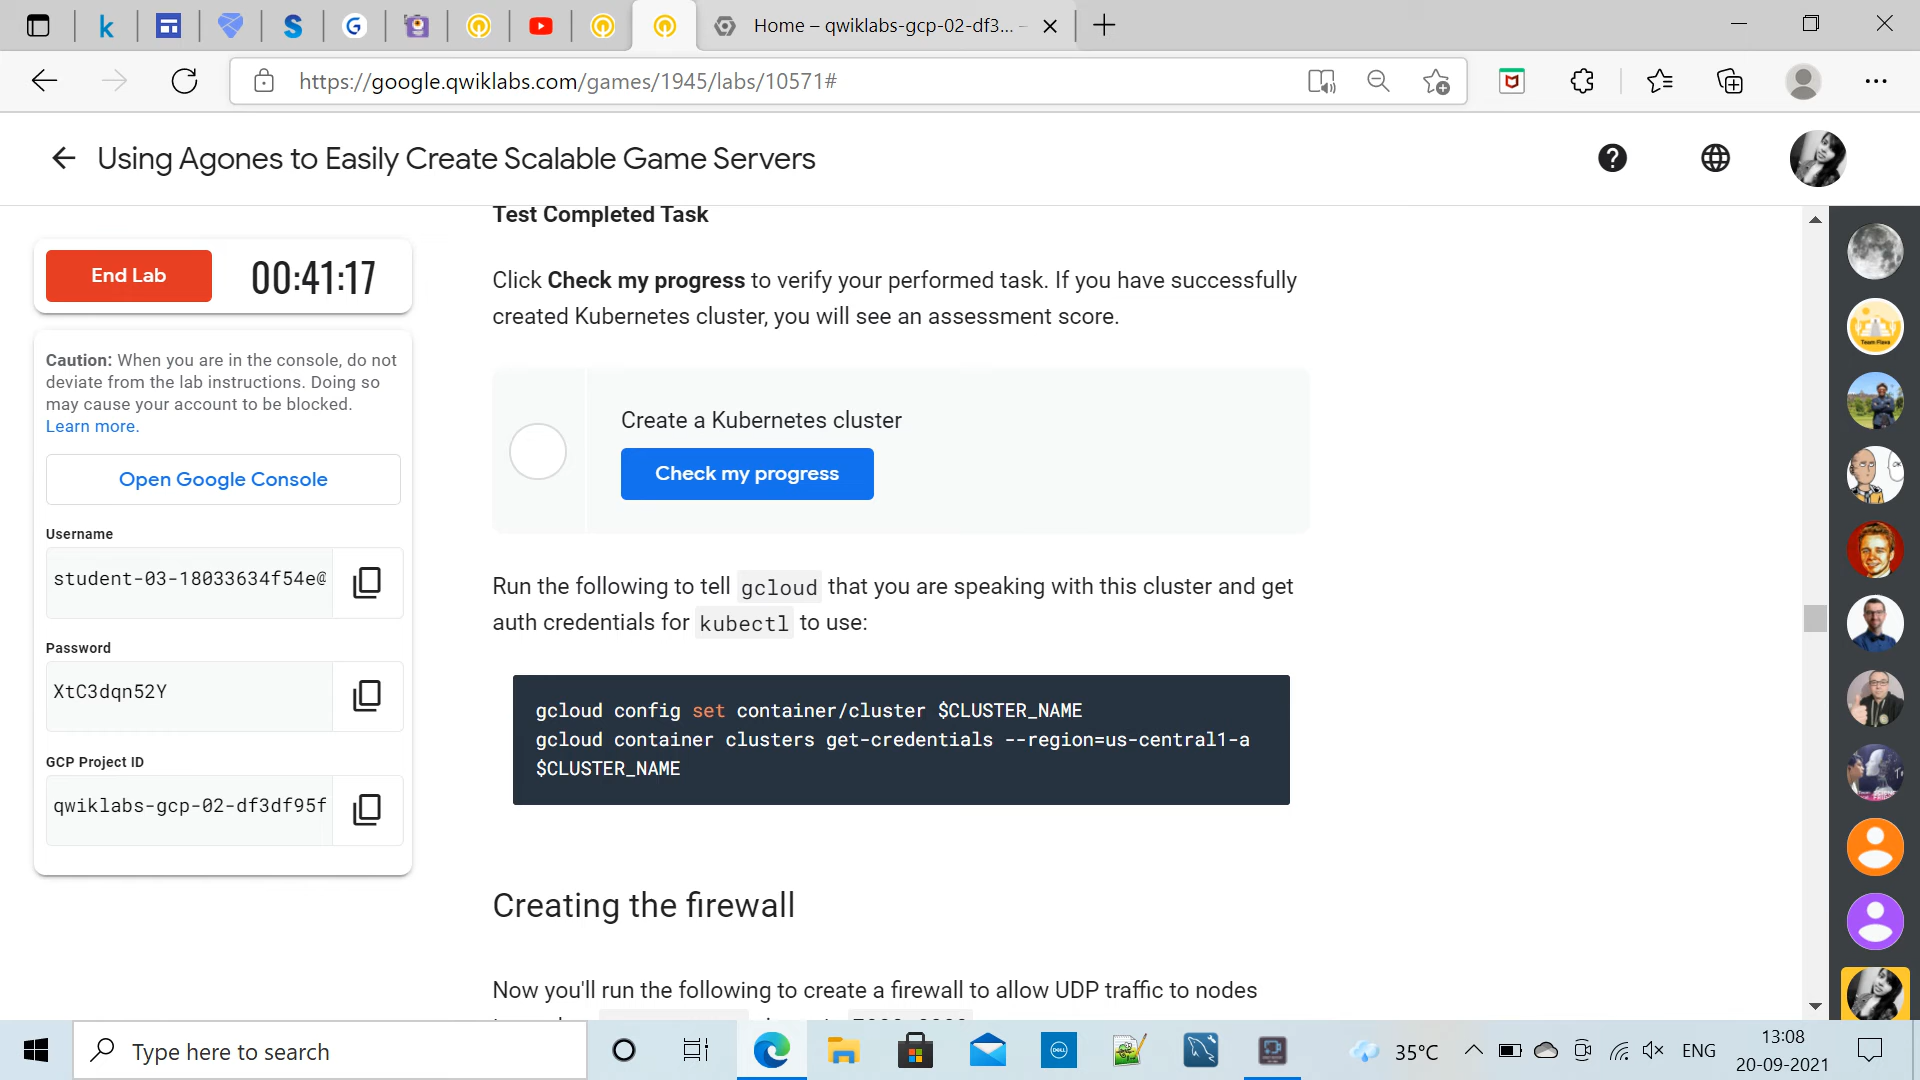 Home – qwiklabs-gcp-02-df3...
https://google.qwiklabs.com/games/1945/labs/10571#
Using Agones to Easily Create Scalable Game Servers
End Lab
00:41:17
Caution: When you are in the console, do not
deviate from the lab instructions. Doing so
may cause your account to be blocked.
Learn more.
Open Google Console
Username
student-03-18033634f54e@
Password
XtC3dqn52Y
GCP Project ID
qwiklabs-gcp-02-df3df95f
Test Completed Task
Click Check my progress to verify your performed task. If you have successfully
created Kubernetes cluster, you will see an assessment score.
Create a Kubernetes cluster
Check my progress
Run the following to tell gcloud that you are speaking with this cluster and get
auth credentials for kubectl to use:
gcloud config set container/cluster $CLUSTER_NAME
gcloud container clusters get-credentials --region=us-central1-a
$CLUSTER_NAME
Creating the firewall
Now you'll run the following to create a firewall to allow UDP traffic to nodes
Type here to search
35°C
ENG
13:08
20-09-2021